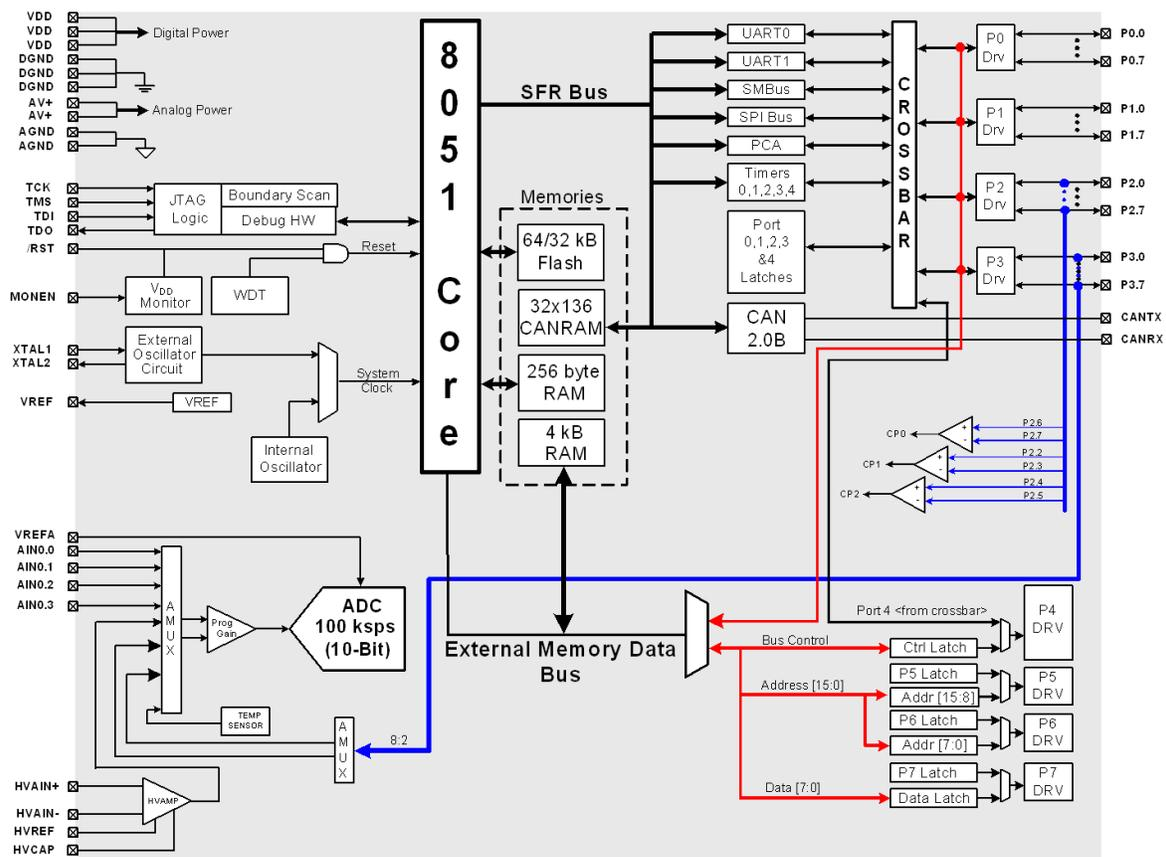 VDD
VDD
VDD
Digital Power
DGND
DGND
DGND
AV+
AV+
Analog Power
AGND
AGND
TCK
TMS
TDI
TDO
/RST
MONEN
XTAL1
XTAL2
VREF
JTAG
Logic
Boundary Scan
Debug HW
Reset
VDD
Monitor
WDT
External
Oscillator
Circuit
VREF
System
Clock
Internal
Oscillator
8051 Core
SFR Bus
Memories
64/32 kB
Flash
32x136
CANRAM
256 byte
RAM
4 kB
RAM
UART0
UART1
SMBus
SPI Bus
PCA
Timers
0,1,2,3,4
Port
0,1,2,3
&4
Latches
CAN
2.0B
CROSSBAR
P0
Drv
P1
Drv
P2
Drv
P3
Drv
P0.0
P0.7
P1.0
P1.7
P2.0
P2.7
P3.0
P3.7
CANTX
CANRX
CP0
+
-
P2.6
P2.7
CP1
+
-
P2.2
P2.3
CP2
+
-
P2.4
P2.5
VREFA
AIN0.0
AIN0.1
AIN0.2
AIN0.3
AMUX
Prog
Gain
ADC
100 ksps
(10-Bit)
TEMP
SENSOR
AMUX
8:2
HVAIN+
HVAIN-
HVREF
HVCAP
HVAMP
External Memory Data
Bus
Port 4 <from crossbar>
Bus Control
Ctrl Latch
P4
DRV
Address [15:0]
P5 Latch
Addr [15:8]
P5
DRV
P6 Latch
Addr [7:0]
P6
DRV
Data [7:0]
P7 Latch
Data Latch
P7
DRV